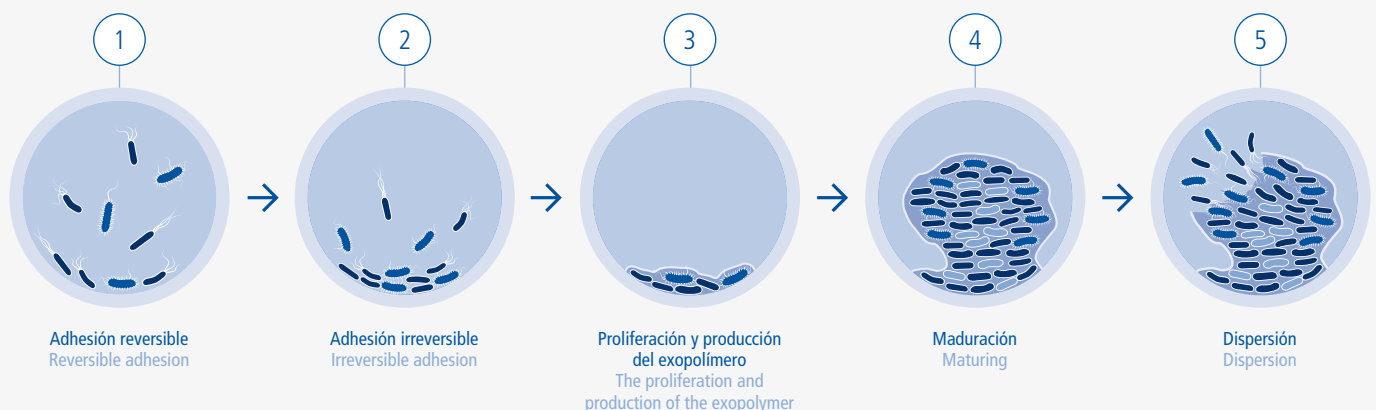 1
2
3
4
5
Adhesión reversible
Reversible adhesion
Adhesión irreversible
Irreversible adhesion
Proliferación y producción
del exopolímero
The proliferation and
production of the exopolymer
Maduración
Maturing
Dispersión
Dispersion